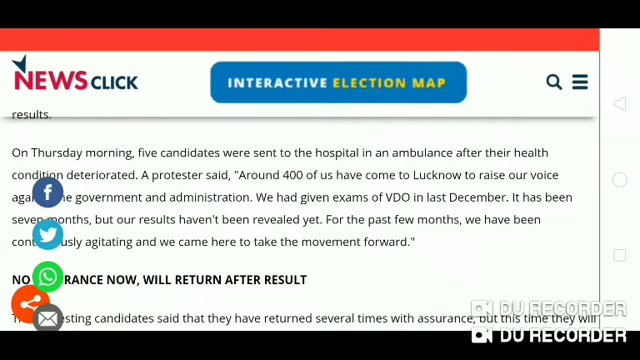 NEWSCLICK
INTERACTIVE ELECTION MAP
results.
On Thursday morning, five candidates were sent to the hospital in an ambulance after their health
condition deteriorated. A protester said, "Around 400 of us have come to Lucknow to raise our voice
the government and administration. We had given exams of VDO in last December. It has been
seven months, but our results haven't been revealed yet. For the past few months, we have been
agitating and we came here to take the movement forward."
NO NOW, WILL RETURN AFTER RESULT
candidates said that they have returned several times with assurance, but this time they will
DU RECORDER
DU RECORDER